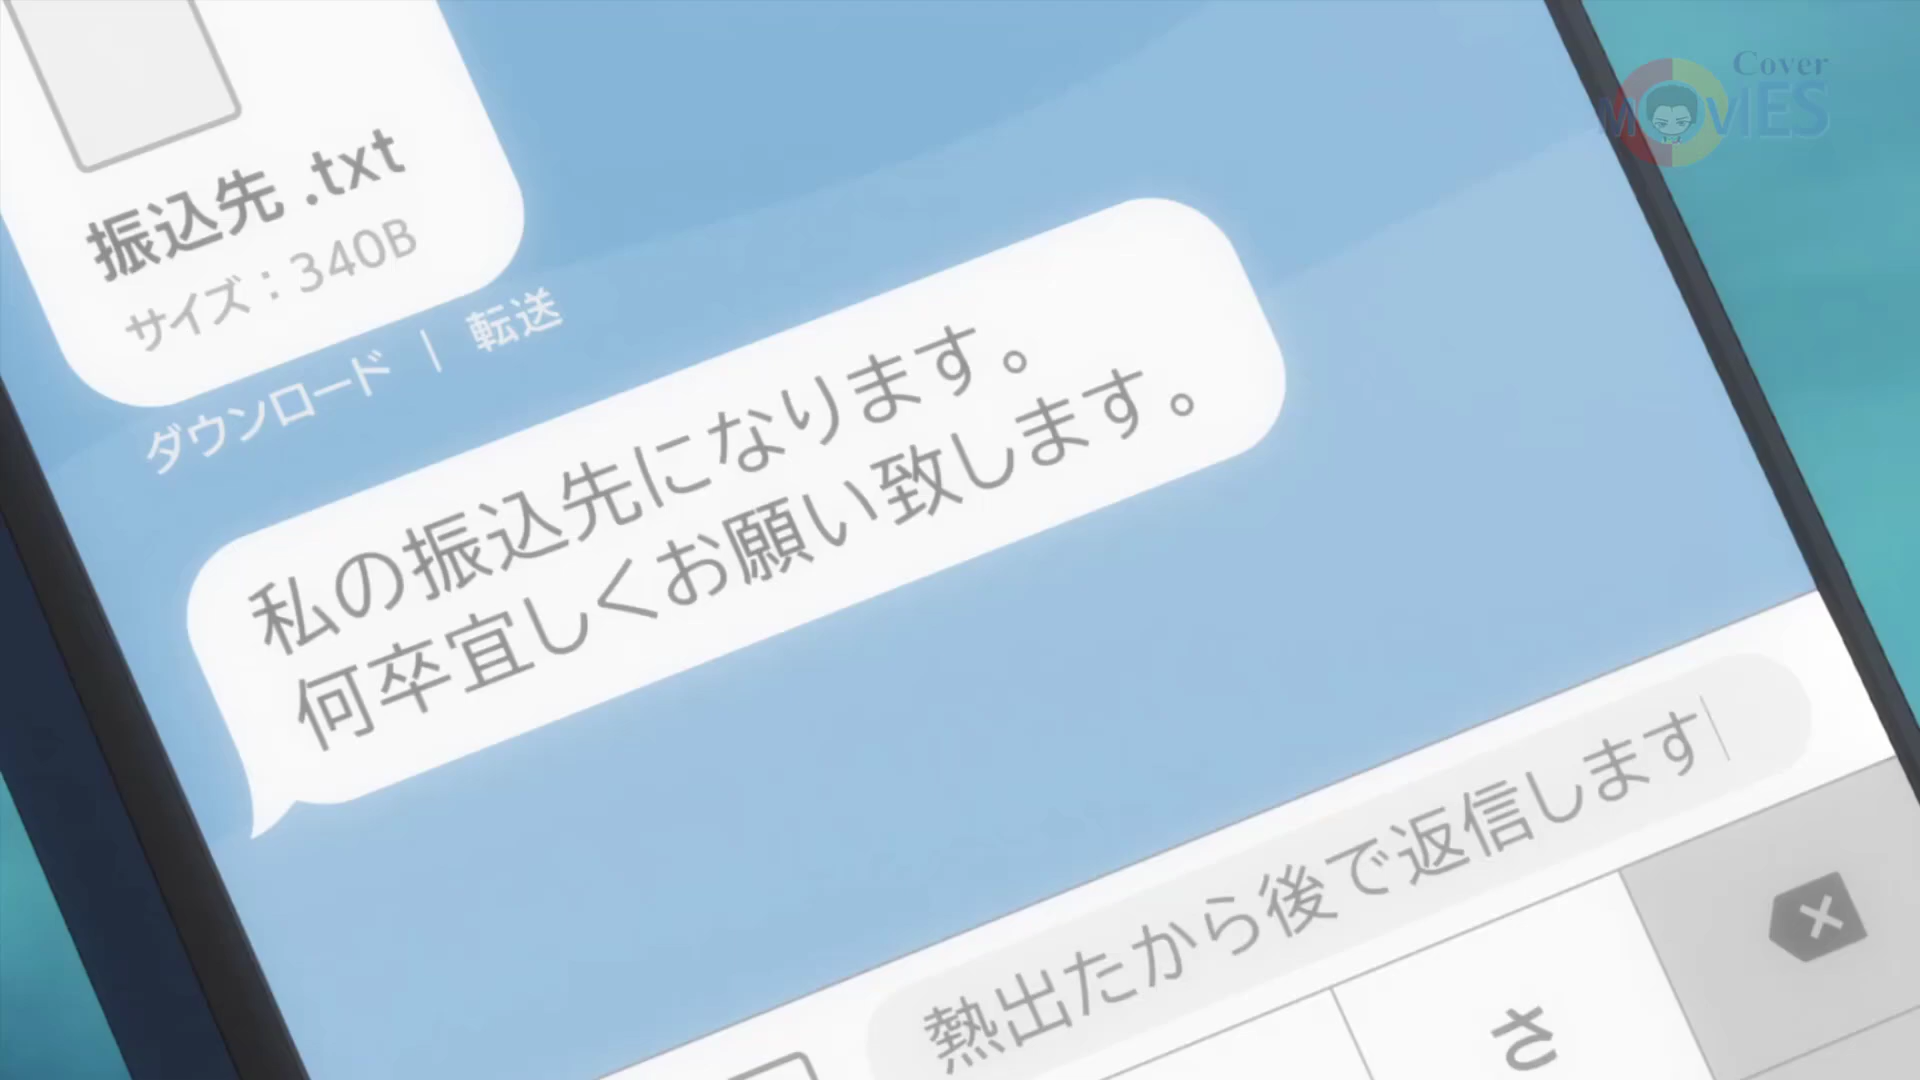 Cover
MOVIES
振込先.txt
サイズ：340B
ダウンロード | 転送
私の振込先になります。
何卒宜しくお願い致します。
熱出たから後で返信します
さ